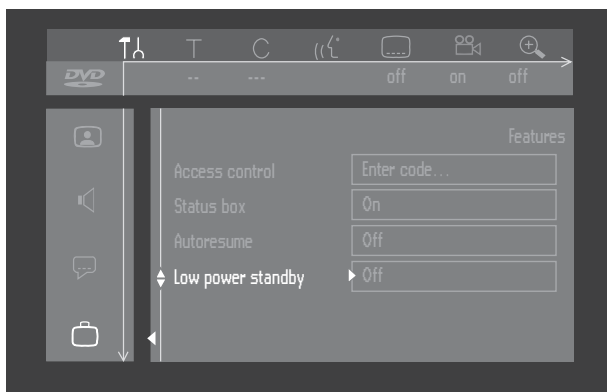 T C
DVD -- --- off on off
Features
Access control Enter code...
Status box On
Autoresume Off
Low power standby Off